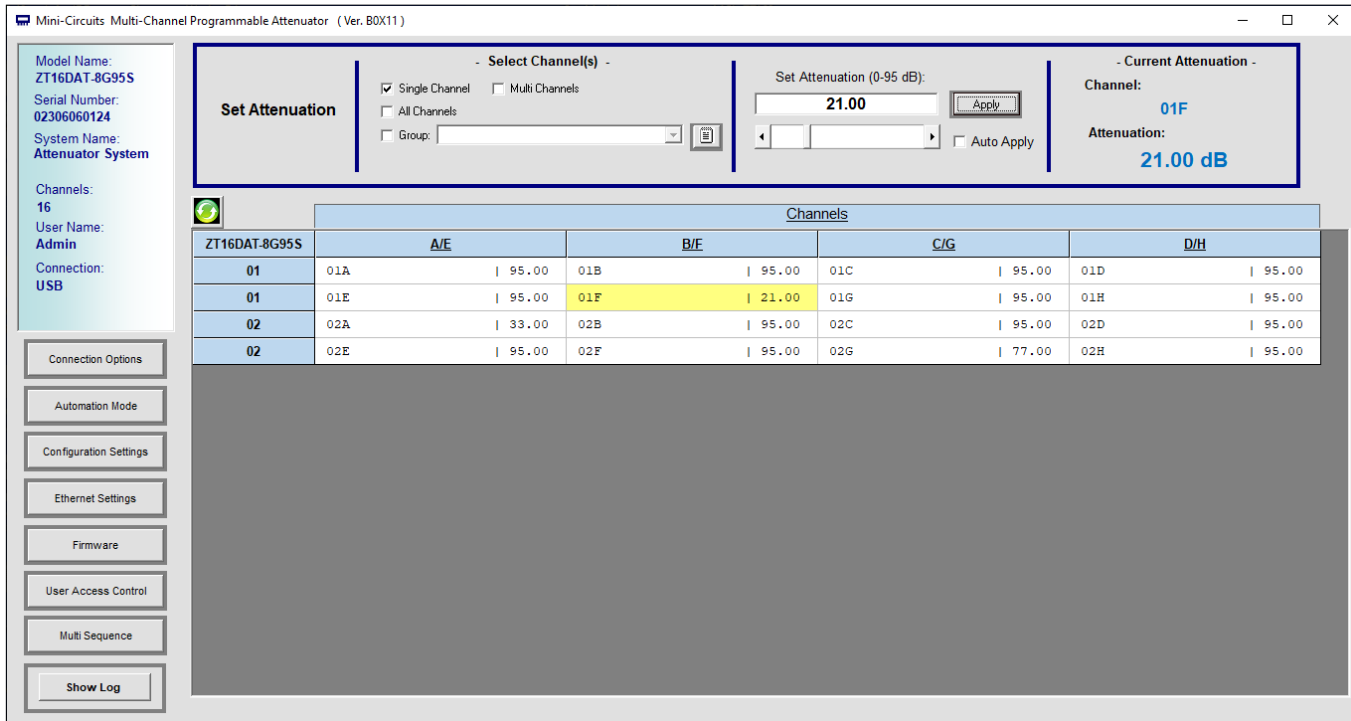 Mini-Circuits Multi-Channel Programmable Attenuator ( Ver. B0X11 )
Model Name:
ZT16DAT-8G95S
Serial Number:
02306060124
System Name:
Attenuator System
Channels:
16
User Name:
Admin
Connection:
USB
Connection Options
Automation Mode
Configuration Settings
Ethernet Settings
Firmware
User Access Control
Multi Sequence
Show Log
Set Attenuation
- Select Channel(s) -
Single Channel Multi Channels
All Channels
Group:
Set Attenuation (0-95 dB):
21.00 Apply
Auto Apply
- Current Attenuation -
Channel:
01F
Attenuation:
21.00 dB
Channels
ZT16DAT-8G95S A/E B/F C/G D/H
01 01A | 95.00 01B | 95.00 01C | 95.00 01D | 95.00
01 01E | 95.00 01F | 21.00 01G | 95.00 01H | 95.00
02 02A | 33.00 02B | 95.00 02C | 95.00 02D | 95.00
02 02E | 95.00 02F | 95.00 02G | 77.00 02H | 95.00